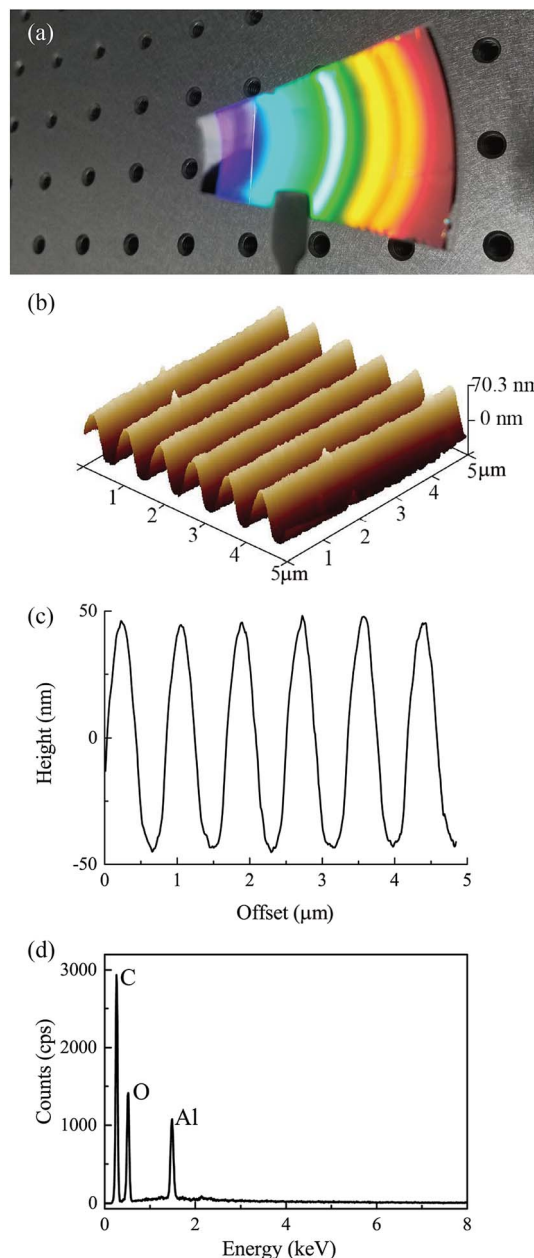 (a)
(b)
70.3 nm
0 nm
1
2
3
4
5μm
1
2
3
4
5
μm
(c)
50
0
-50
Height (nm)
0
1
2
3
4
5
Offset (μm)
(d)
3000
2000
1000
0
Counts (cps)
C
O
Al
0
2
4
6
8
Energy (keV)